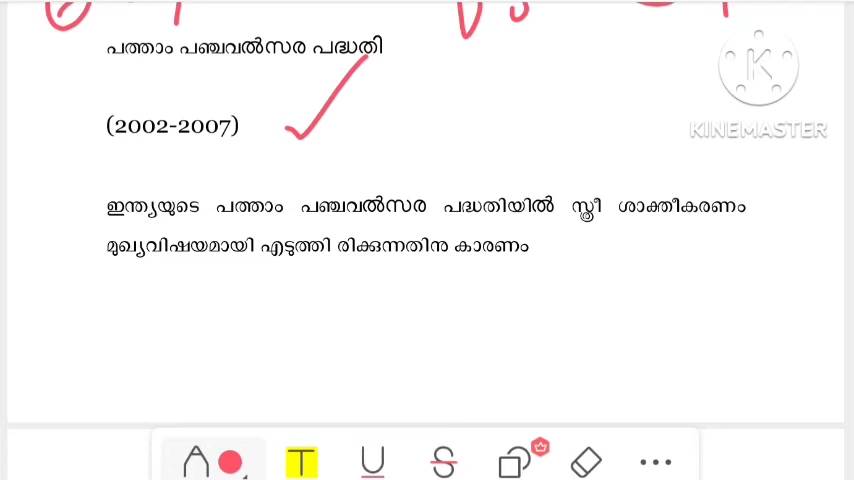 പത്താം പഞ്ചവൽസര പദ്ധതി
K
KINEMASTER
(2002-2007)
ഇന്ത്യയുടെ പത്താം പഞ്ചവൽസര പദ്ധതിയിൽ സ്ത്രീ ശാക്തീകരണം
മുഖ്യവിഷയമായി എടുത്തി രിക്കുന്നതിനു കാരണം